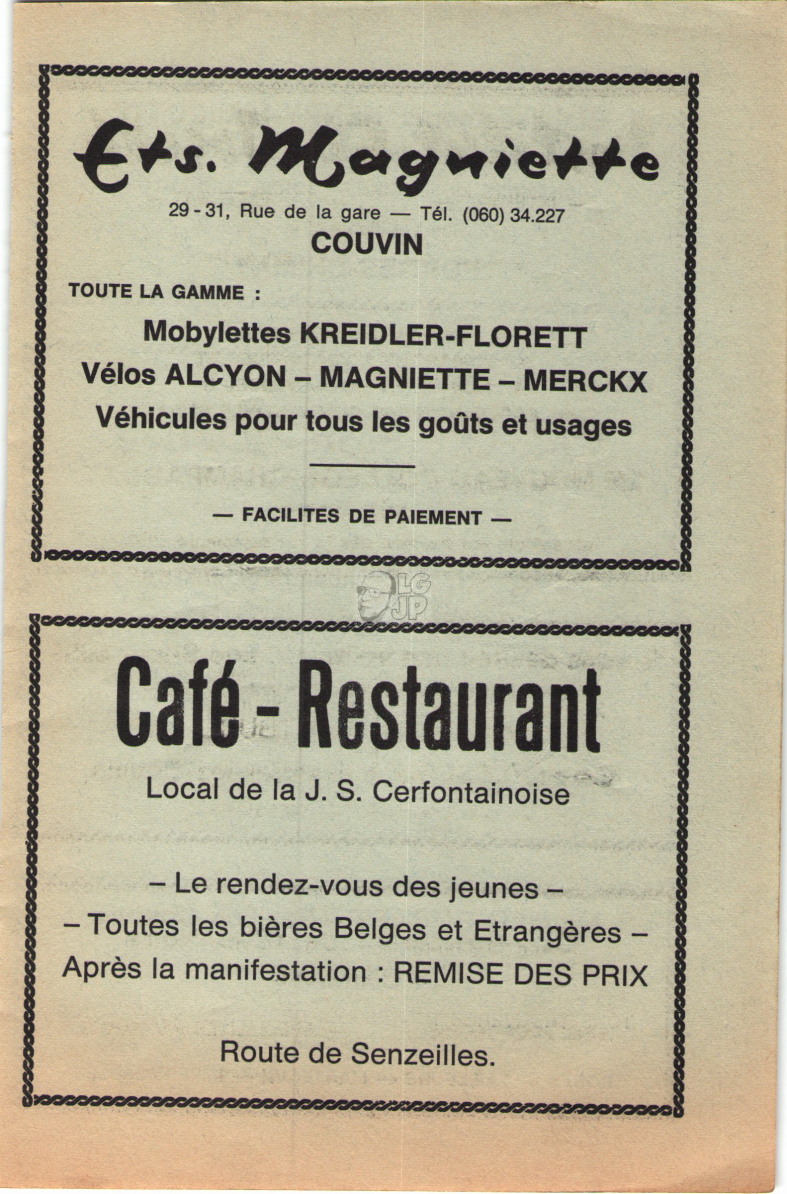 Ets. Magniette
29-31, Rue de la gare — Tél. (060) 34.227
COUVIN
TOUTE LA GAMME :
Mobylettes KREIDLER-FLORETT
Vélos ALCYON – MAGNIETTE – MERCKX
Véhicules pour tous les goûts et usages
— FACILITES DE PAIEMENT —
LG
JP
Café - Restaurant
Local de la J. S. Cerfontainoise
– Le rendez-vous des jeunes –
– Toutes les bières Belges et Etrangères –
Après la manifestation : REMISE DES PRIX
Route de Senzeilles.